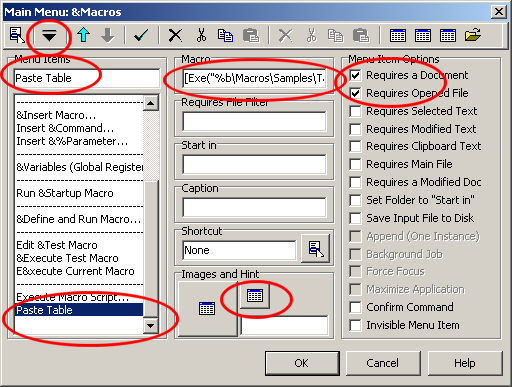 Main Menu: &Macros
Menu Items
Paste Table
&Insert Macro...
Insert &Command...
Insert &%Parameter...
&Variables (Global Register
Run &Startup Macro
&Define and Run Macro...
Edit &Test Macro
&Execute Test Macro
E&xecute Current Macro
Execute Macro Script...
Paste Table
Macro
[Exe("%b\Macros\Samples\T
Requires File Filter
Start in
Caption
Shortcut
None
Images and Hint
Menu Item Options
Requires a Document
Requires Opened File
Requires Selected Text
Requires Modified Text
Requires Clipboard Text
Requires Main File
Requires a Modified Doc
Set Folder to "Start in"
Save Input File to Disk
Append (One Instance)
Background Job
Force Focus
Maximize Application
Confirm Command
Invisible Menu Item
OK
Cancel
Help